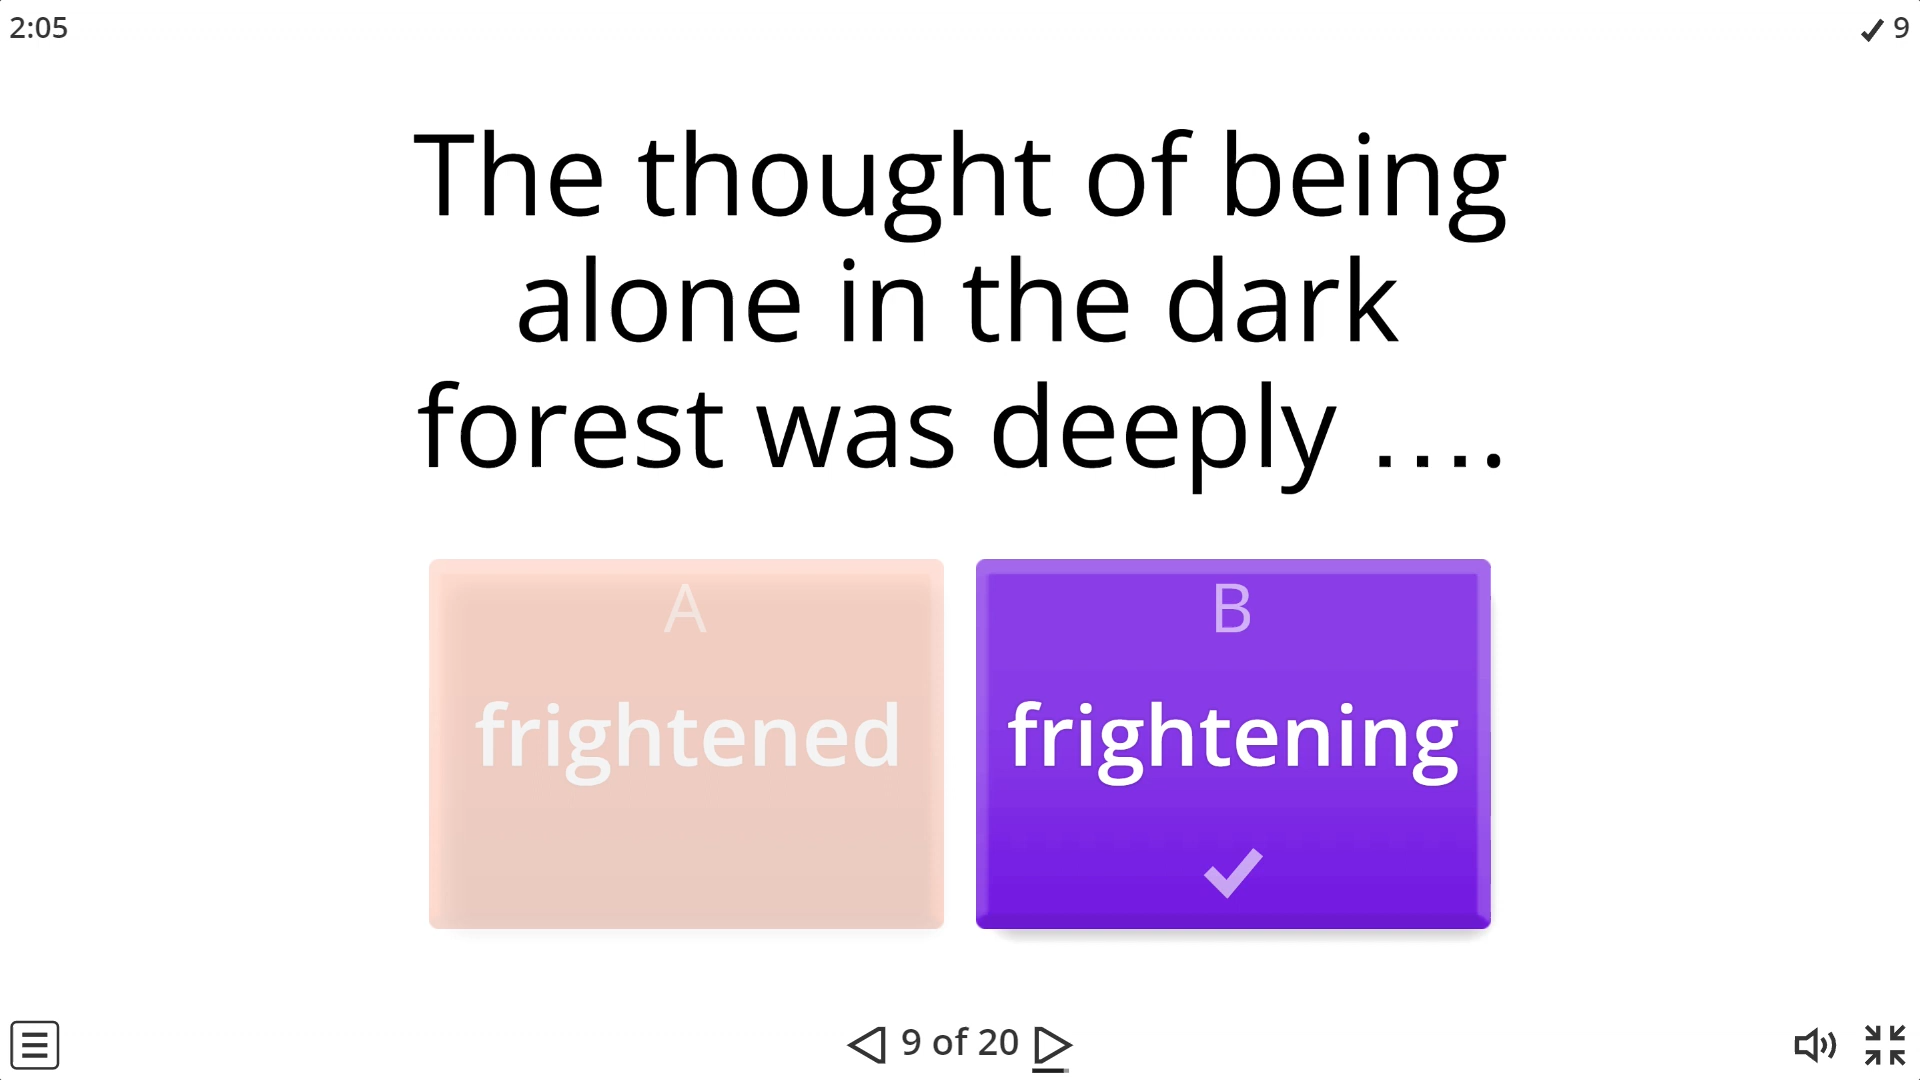 2:05
9
The thought of being
alone in the dark
forest was deeply ....
A
frightened
B
frightening
9 of 20